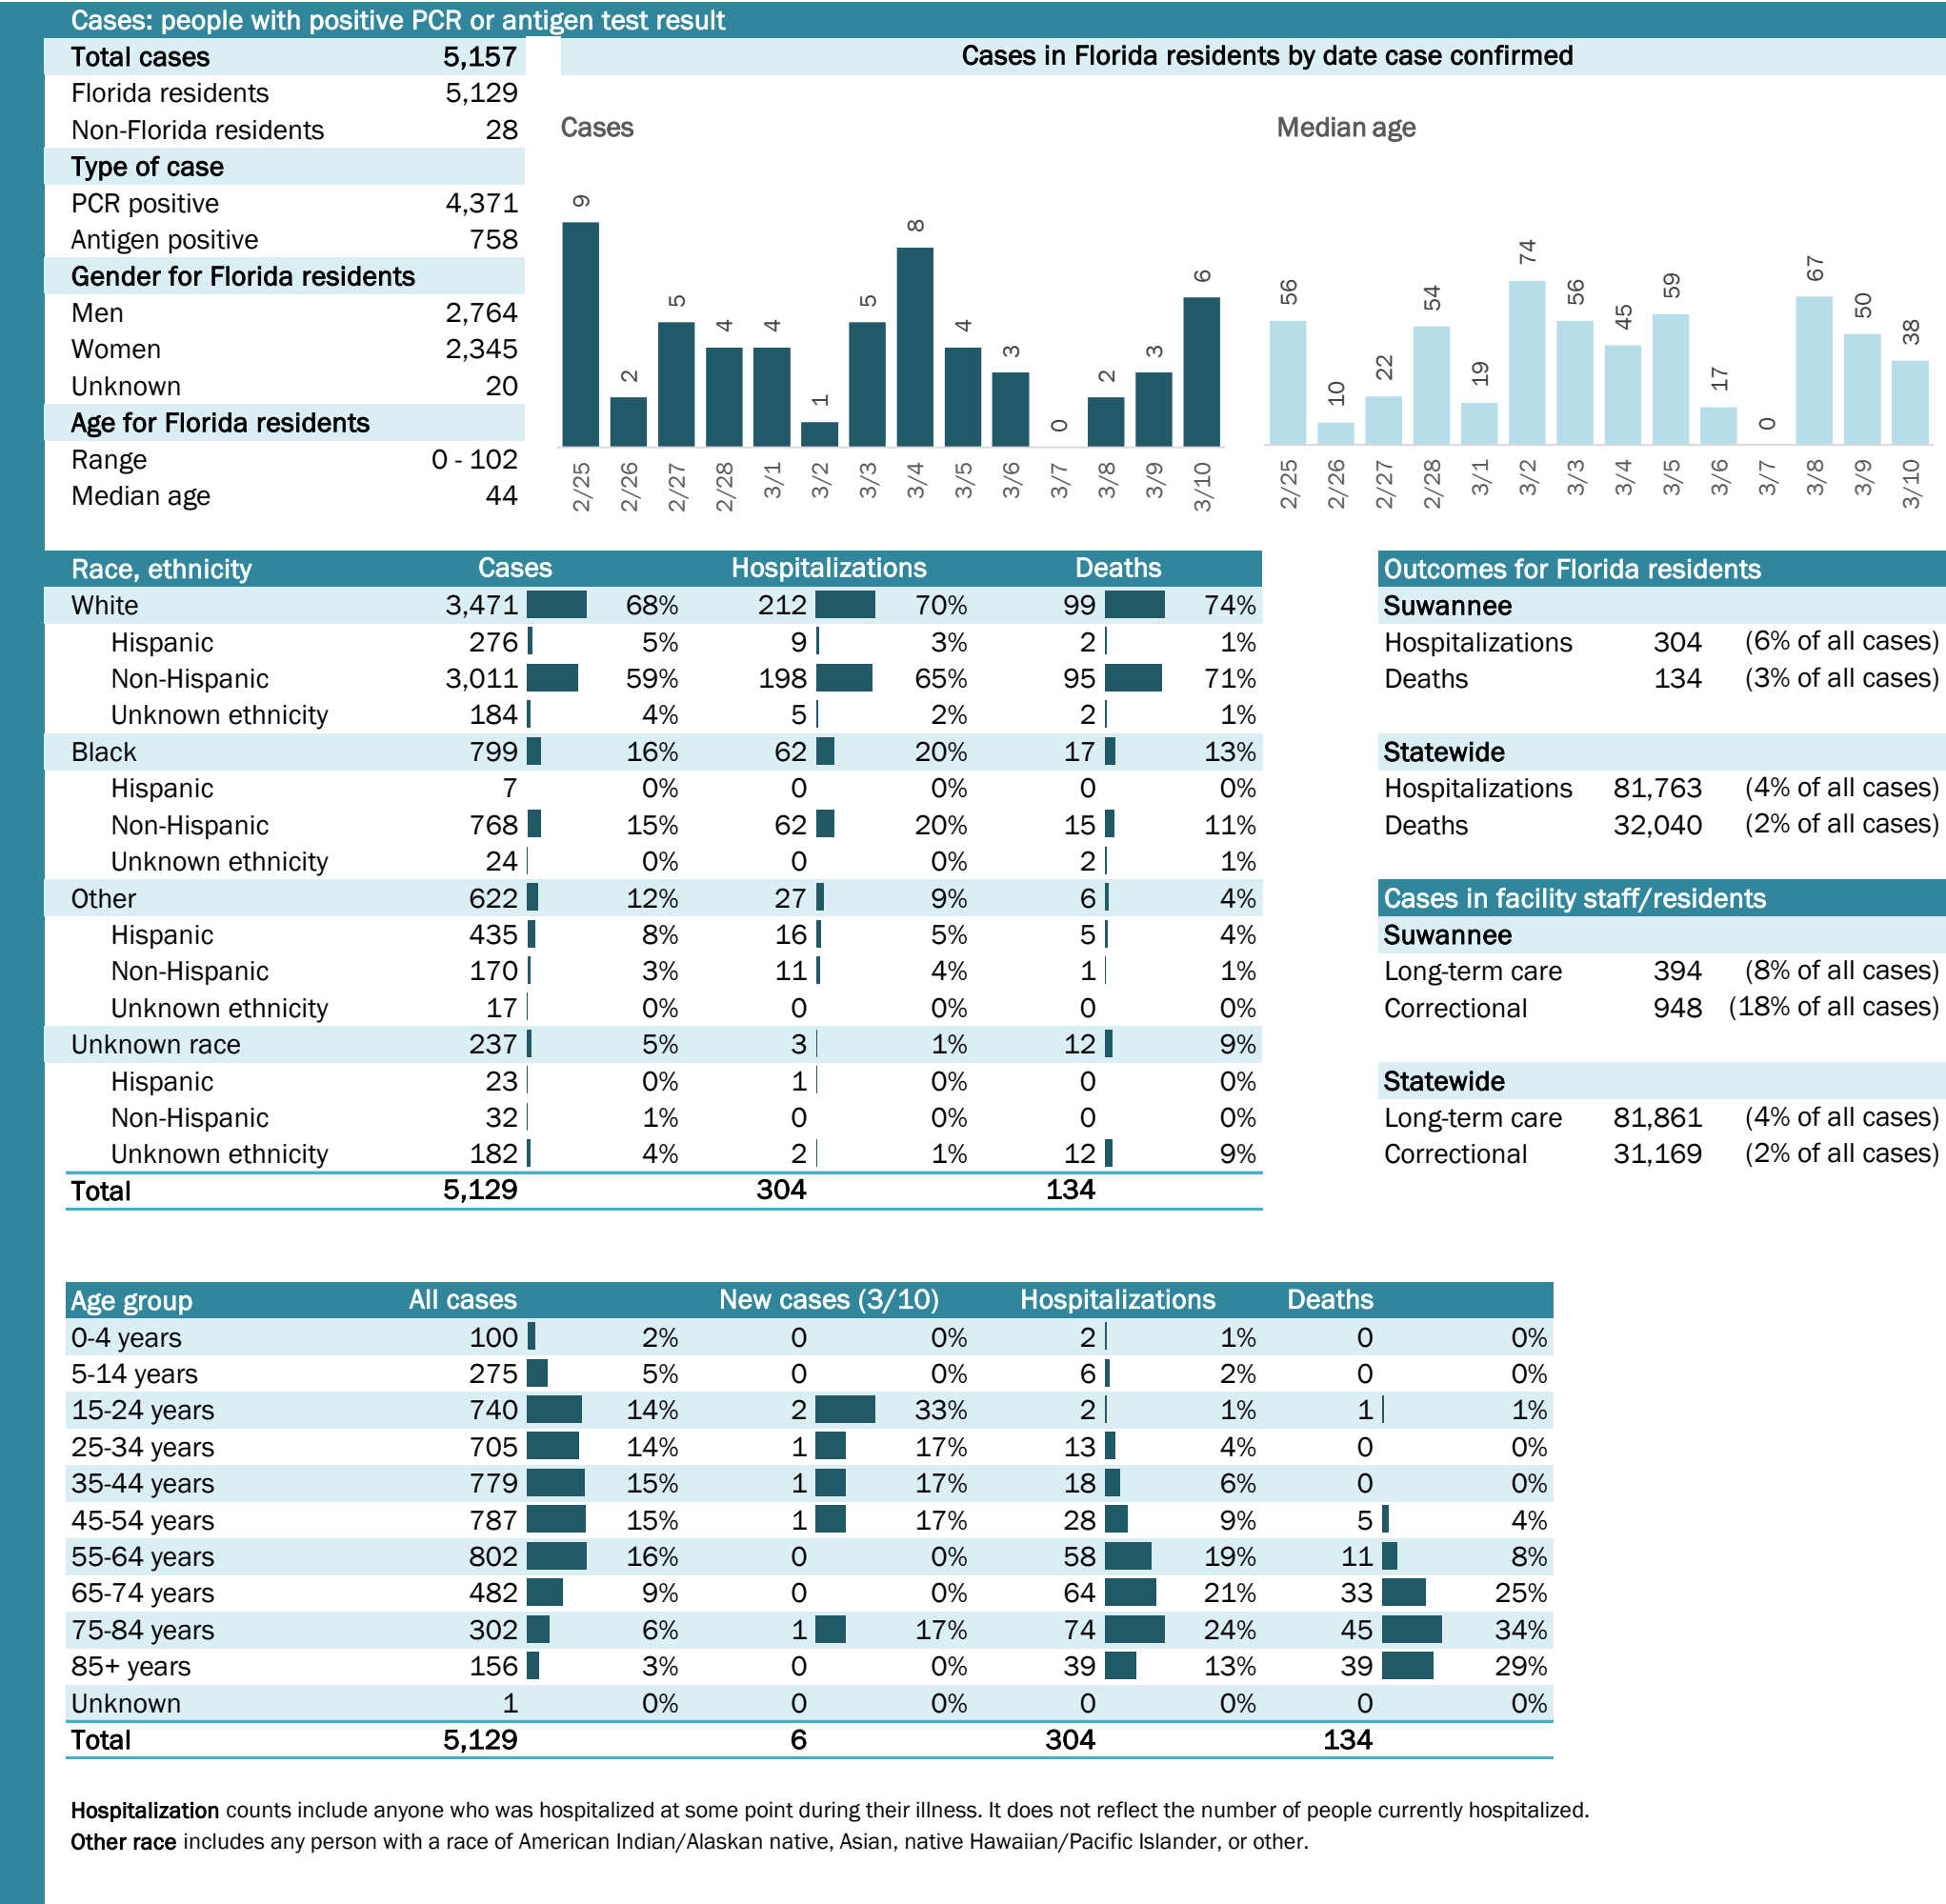 Cases: people with positive PCR or antigen test result
Total cases 5,157
Florida residents 5,129
Non-Florida residents 28
Type of case
PCR positive 4,371
Antigen positive 758
Gender for Florida residents
Men 2,764
Women 2,345
Unknown 20
Age for Florida residents
Range 0 - 102
Median age 44
Cases in Florida residents by date case confirmed
Cases
9 2 5 4 4 1 5 8 4 3 0 2 3 6
2/25 2/26 2/27 2/28 3/1 3/2 3/3 3/4 3/5 3/6 3/7 3/8 3/9 3/10
Median age
56 10 22 54 19 74 56 45 59 17 0 67 50 38
2/25 2/26 2/27 2/28 3/1 3/2 3/3 3/4 3/5 3/6 3/7 3/8 3/9 3/10
Race, ethnicity Cases Hospitalizations Deaths
White 3,471 68% 212 70% 99 74%
Hispanic 276 5% 9 3% 2 1%
Non-Hispanic 3,011 59% 198 65% 95 71%
Unknown ethnicity 184 4% 5 2% 2 1%
Black 799 16% 62 20% 17 13%
Hispanic 7 0% 0 0% 0 0%
Non-Hispanic 768 15% 62 20% 15 11%
Unknown ethnicity 24 0% 0 0% 2 1%
Other 622 12% 27 9% 6 4%
Hispanic 435 8% 16 5% 5 4%
Non-Hispanic 170 3% 11 4% 1 1%
Unknown ethnicity 17 0% 0 0% 0 0%
Unknown race 237 5% 3 1% 12 9%
Hispanic 23 0% 1 0% 0 0%
Non-Hispanic 32 1% 0 0% 0 0%
Unknown ethnicity 182 4% 2 1% 12 9%
Total 5,129 304 134
Outcomes for Florida residents
Suwannee
Hospitalizations 304 (6% of all cases)
Deaths 134 (3% of all cases)
Statewide
Hospitalizations 81,763 (4% of all cases)
Deaths 32,040 (2% of all cases)
Cases in facility staff/residents
Suwannee
Long-term care 394 (8% of all cases)
Correctional 948 (18% of all cases)
Statewide
Long-term care 81,861 (4% of all cases)
Correctional 31,169 (2% of all cases)
Age group All cases New cases (3/10) Hospitalizations Deaths
0-4 years 100 2% 0 0% 2 1% 0 0%
5-14 years 275 5% 0 0% 6 2% 0 0%
15-24 years 740 14% 2 33% 2 1% 1 1%
25-34 years 705 14% 1 17% 13 4% 0 0%
35-44 years 779 15% 1 17% 18 6% 0 0%
45-54 years 787 15% 1 17% 28 9% 5 4%
55-64 years 802 16% 0 0% 58 19% 11 8%
65-74 years 482 9% 0 0% 64 21% 33 25%
75-84 years 302 6% 1 17% 74 24% 45 34%
85+ years 156 3% 0 0% 39 13% 39 29%
Unknown 1 0% 0 0% 0 0% 0 0%
Total 5,129 6 304 134
Hospitalization counts include anyone who was hospitalized at some point during their illness. It does not reflect the number of people currently hospitalized.
Other race includes any person with a race of American Indian/Alaskan native, Asian, native Hawaiian/Pacific Islander, or other.